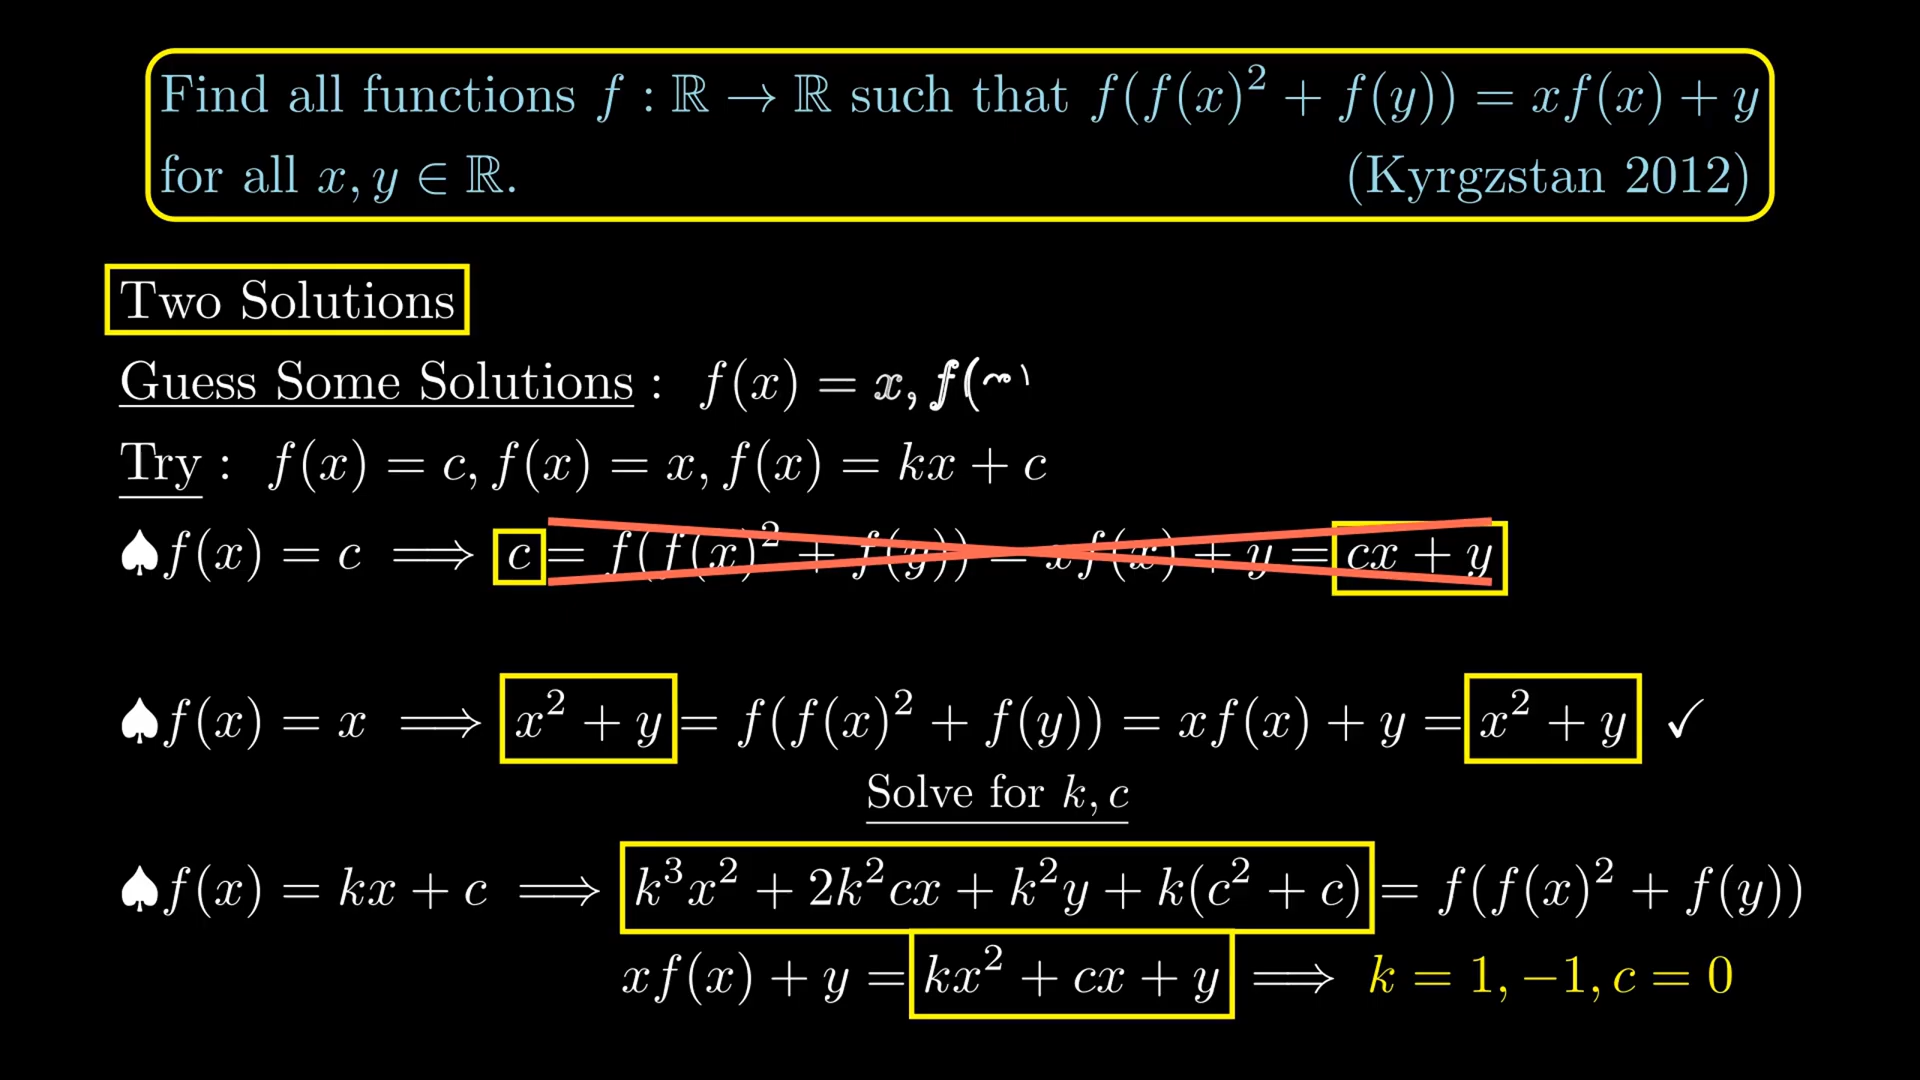 Find all functions f : ℝ → ℝ such that f(f(x)² + f(y)) = xf(x) + y
for all x, y ∈ ℝ. (Kyrgzstan 2012)
Two Solutions
Guess Some Solutions : f(x) = x, f(
Try : f(x) = c, f(x) = x, f(x) = kx + c
♠f(x) = c ⟹ c = f(f(x)² + f(y)) = xf(x) + y = cx + y
♠f(x) = x ⟹ x² + y = f(f(x)² + f(y)) = xf(x) + y = x² + y ✓
Solve for k, c
♠f(x) = kx + c ⟹ k³x² + 2k²cx + k²y + k(c² + c) = f(f(x)² + f(y))
xf(x) + y = kx² + cx + y ⟹ k = 1, −1, c = 0